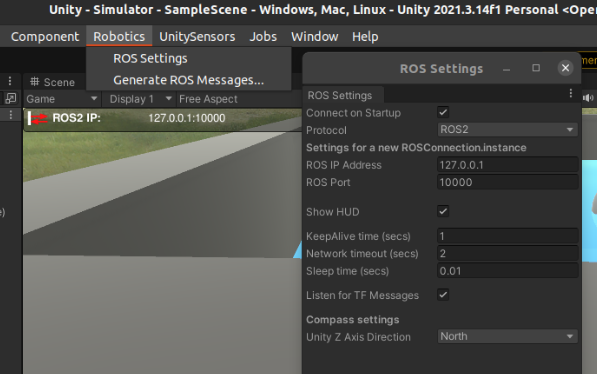 Unity - Simulator - SampleScene - Windows, Mac, Linux - Unity 2021.3.14f1 Personal <Ope
Component Robotics UnitySensors Jobs Window Help
ROS Settings
Generate ROS Messages...
Scene
Game Display 1 Free Aspect
ROS2 IP: 127.0.0.1:10000
ROS Settings
ROS Settings
Connect on Startup
Protocol ROS2
Settings for a new ROSConnection.instance
ROS IP Address 127.0.0.1
ROS Port 10000
Show HUD
KeepAlive time (secs) 1
Network timeout (secs) 2
Sleep time (secs) 0.01
Listen for TF Messages
Compass settings
Unity Z Axis Direction North